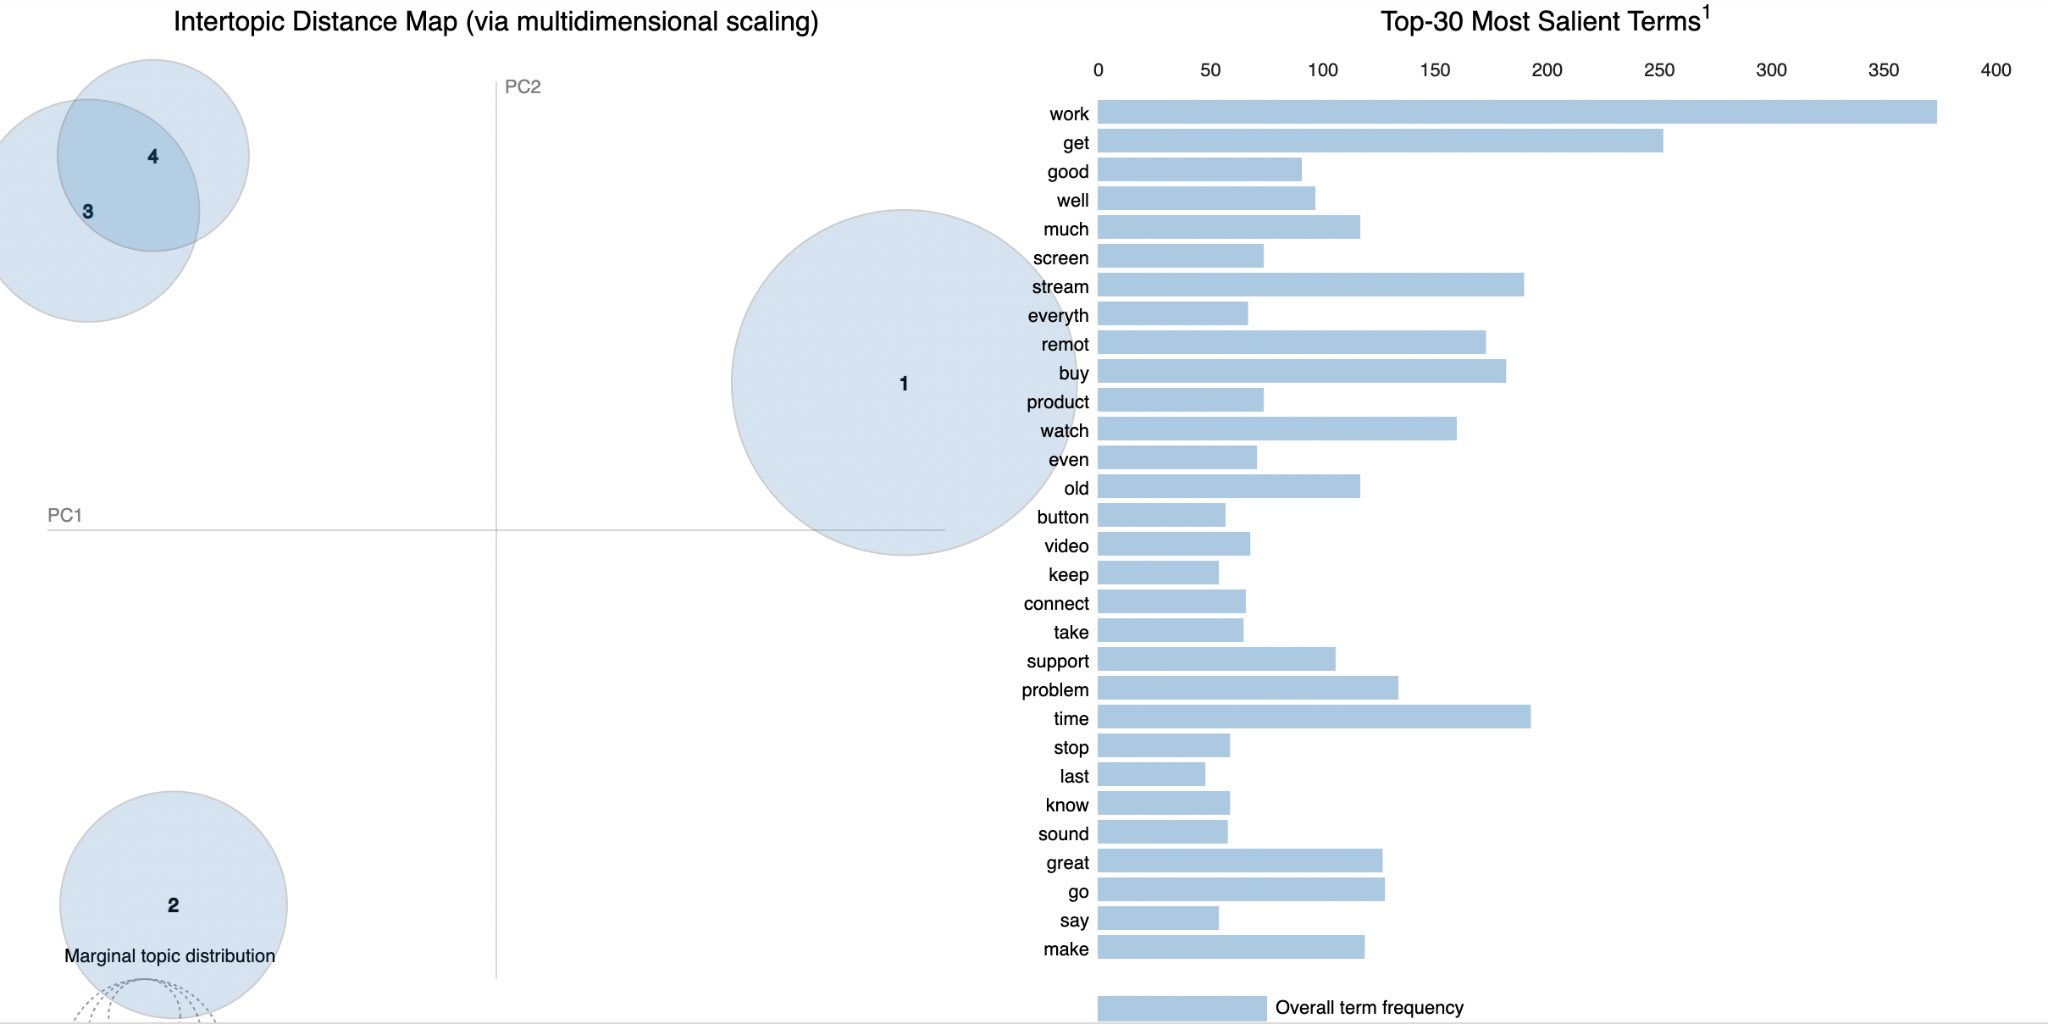 Intertopic Distance Map (via multidimensional scaling)
PC2
4
3
1
PC1
2
Marginal topic distribution
Top-30 Most Salient Terms1
0 50 100 150 200 250 300 350 400
work
get
good
well
much
screen
stream
everyth
remot
buy
product
watch
even
old
button
video
keep
connect
take
support
problem
time
stop
last
know
sound
great
go
say
make
Overall term frequency